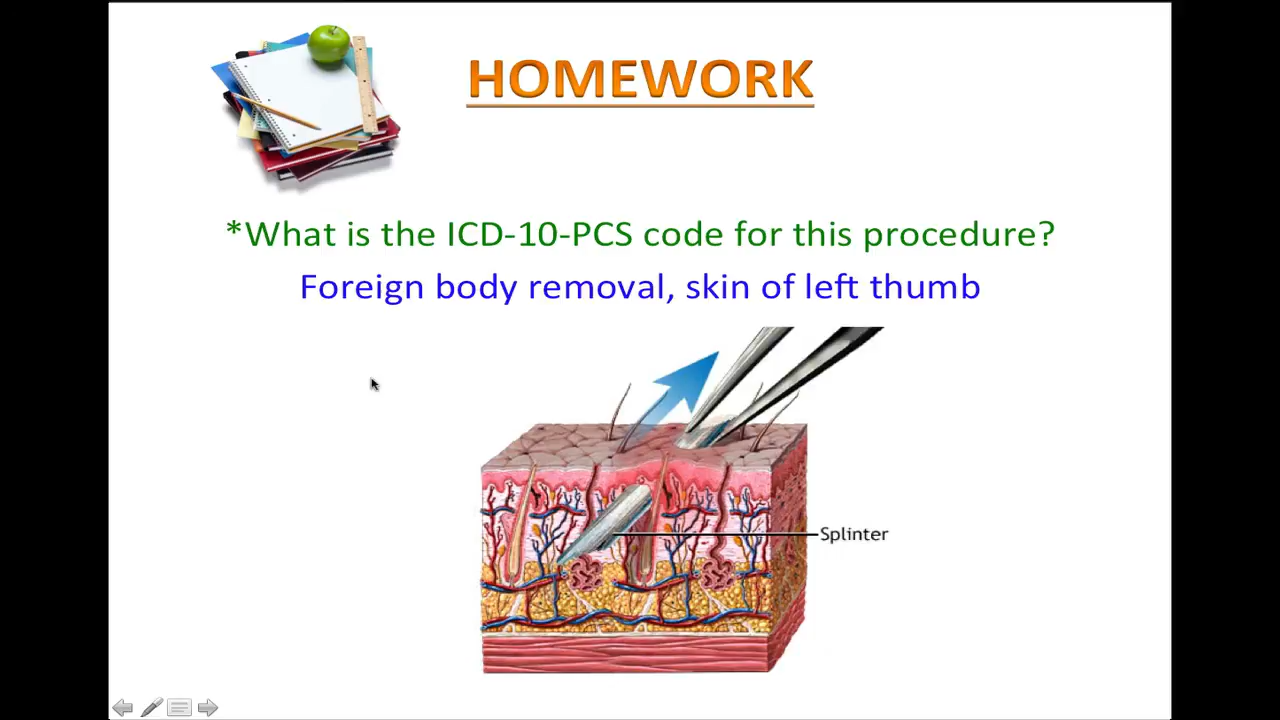 HOMEWORK
*What is the ICD-10-PCS code for this procedure?
Foreign body removal, skin of left thumb
Splinter